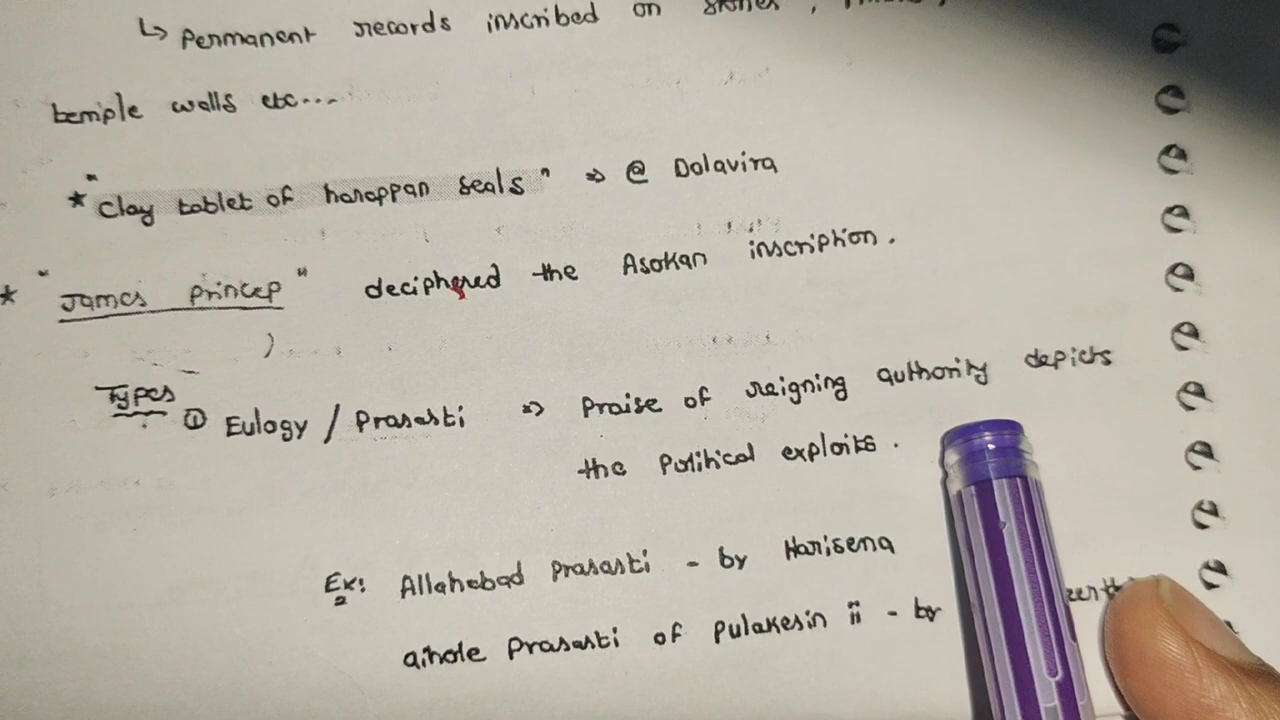 ↳ Permanent records inscribed on
temple walls etc...
* "Clay tablet of harappan seals" ⇒ @ Dolavira
* "James princep" deciphered the Asokan inscription.
Types
① Eulogy / Prasasti ⇒ Praise of reigning authority depicts
the Political exploits.
Ex: Allahabad Prasasti - by Harisena
aihole Prasasti of pulakesin ii - by